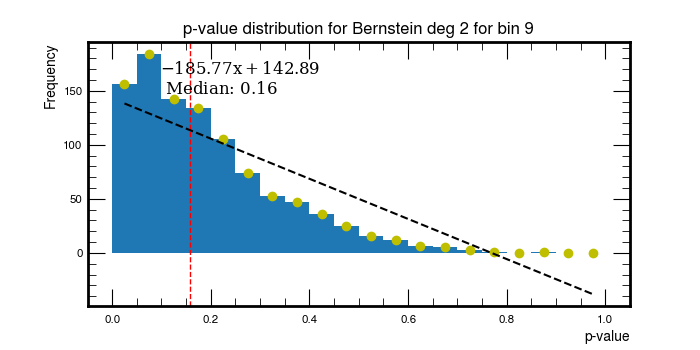 p-value distribution for Bernstein deg 2 for bin 9
Frequency
−185.77x + 142.89
Median: 0.16
150
100
50
0
0.0 0.2 0.4 0.6 0.8 1.0
p-value